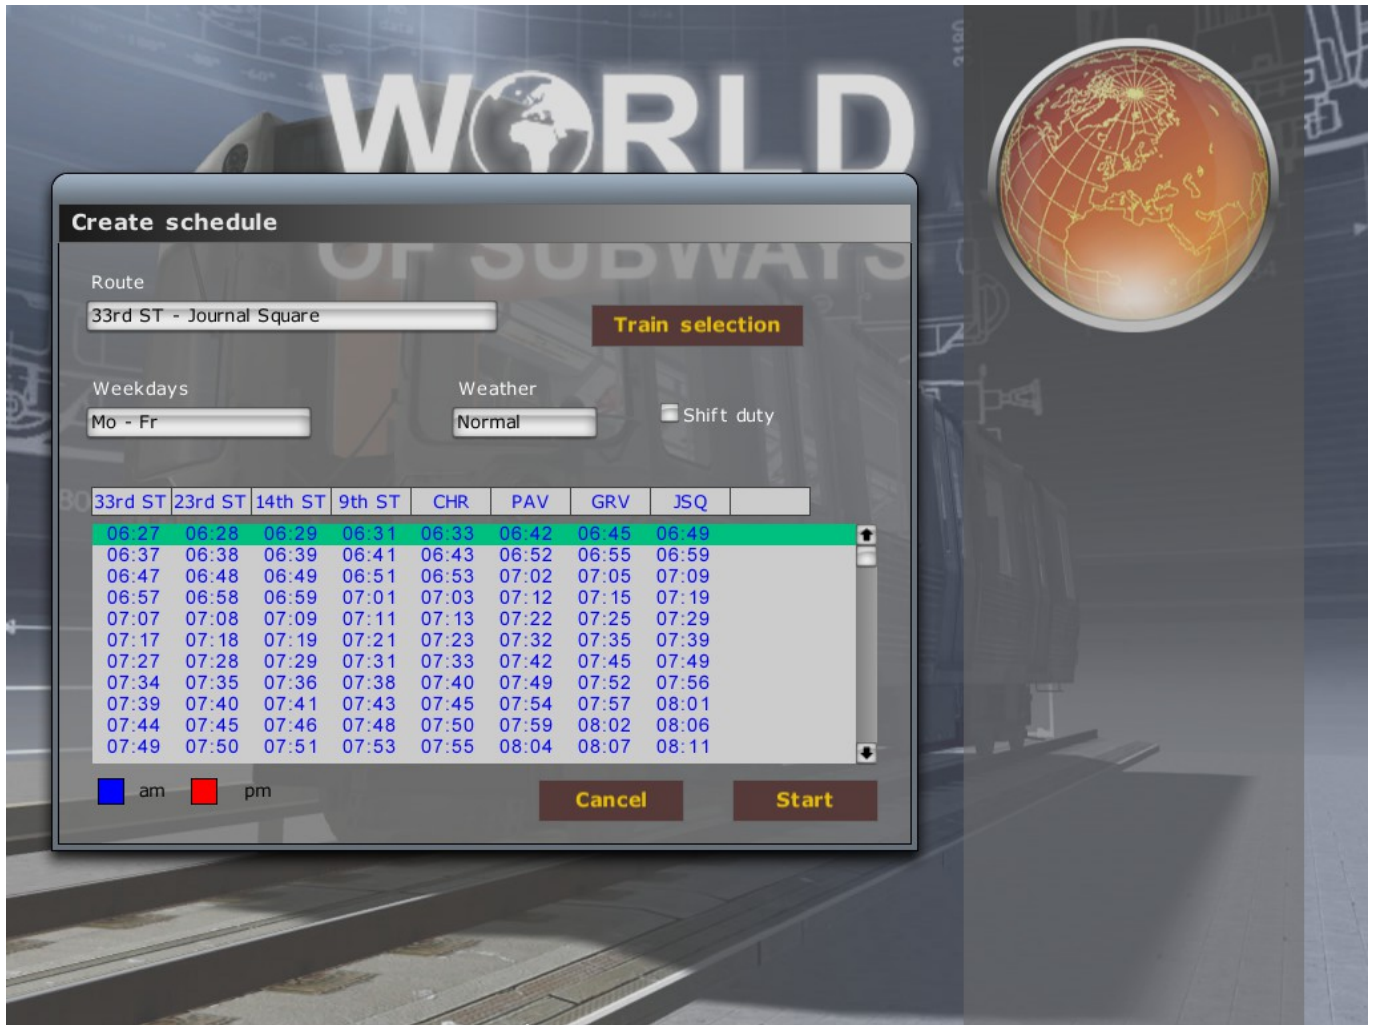 WORLD
OF SUBWAYS
Create schedule
Route
33rd ST - Journal Square
Train selection
Weekdays
Weather
Mo - Fr
Normal
Shift duty
33rd ST 23rd ST 14th ST 9th ST CHR PAV GRV JSQ
06:27 06:28 06:29 06:31 06:33 06:42 06:45 06:49
06:37 06:38 06:39 06:41 06:43 06:52 06:55 06:59
06:47 06:48 06:49 06:51 06:53 07:02 07:05 07:09
06:57 06:58 06:59 07:01 07:03 07:12 07:15 07:19
07:07 07:08 07:09 07:11 07:13 07:22 07:25 07:29
07:17 07:18 07:19 07:21 07:23 07:32 07:35 07:39
07:27 07:28 07:29 07:31 07:33 07:42 07:45 07:49
07:34 07:35 07:36 07:38 07:40 07:49 07:52 07:56
07:39 07:40 07:41 07:43 07:45 07:54 07:57 08:01
07:44 07:45 07:46 07:48 07:50 07:59 08:02 08:06
07:49 07:50 07:51 07:53 07:55 08:04 08:07 08:11
am pm
Cancel
Start